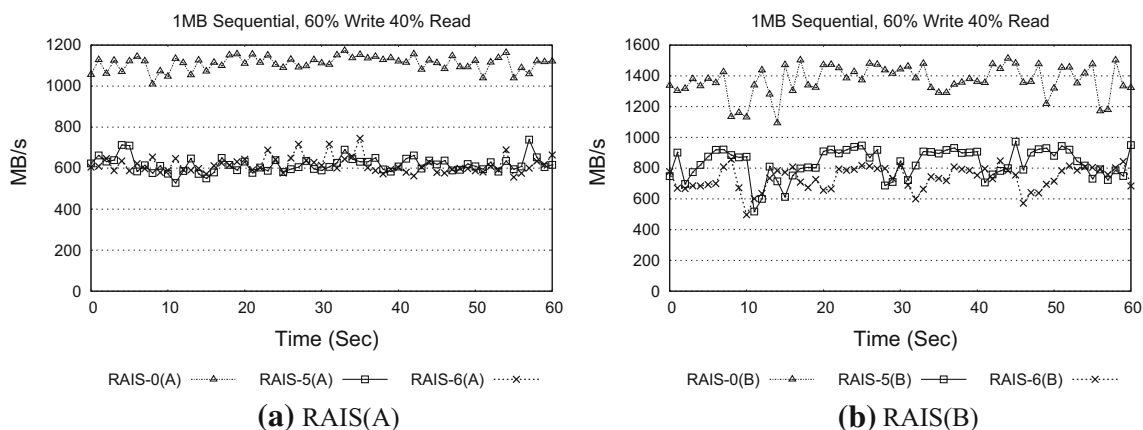 1MB Sequential, 60% Write 40% Read
1200
1000
800
600
400
200
0
MB/s
0 10 20 30 40 50 60
Time (Sec)
RAIS-0(A) RAIS-5(A) RAIS-6(A)
(a) RAIS(A)
1MB Sequential, 60% Write 40% Read
1600
1400
1200
1000
800
600
400
200
0
MB/s
0 10 20 30 40 50 60
Time (Sec)
RAIS-0(B) RAIS-5(B) RAIS-6(B)
(b) RAIS(B)